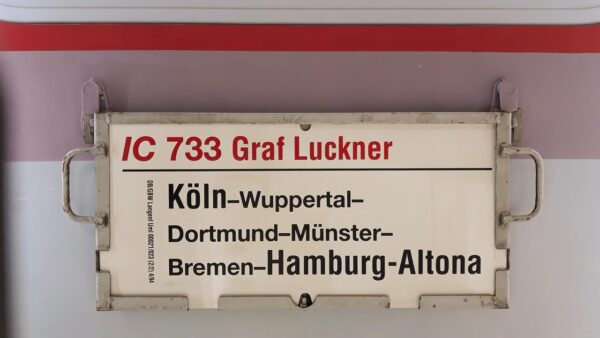 IC 733 Graf Luckner
Köln–Wuppertal–
Dortmund–Münster–
Bremen–Hamburg-Altona